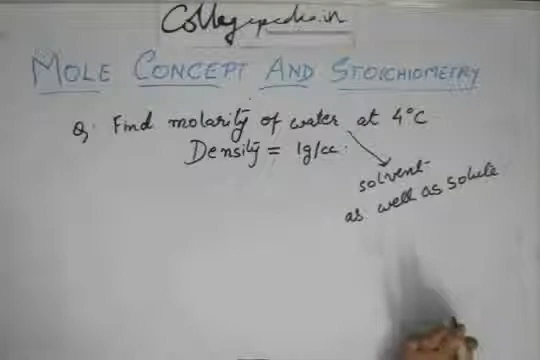 Collegepedia.in
MOLE CONCEPT AND STOICHIOMETRY
Q. Find molarity of water at 4°C
Density = 1g/cc.
solvent
as well as solute